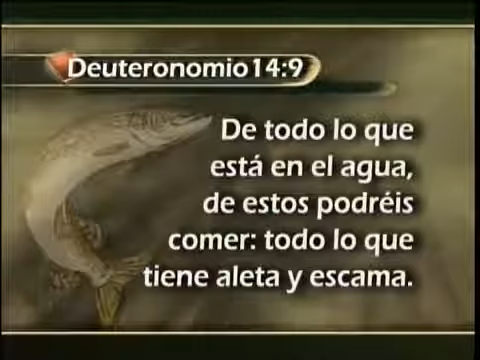 Deuteronomio 14:9
De todo lo que
está en el agua,
de estos podréis
comer: todo lo que
tiene aleta y escama.